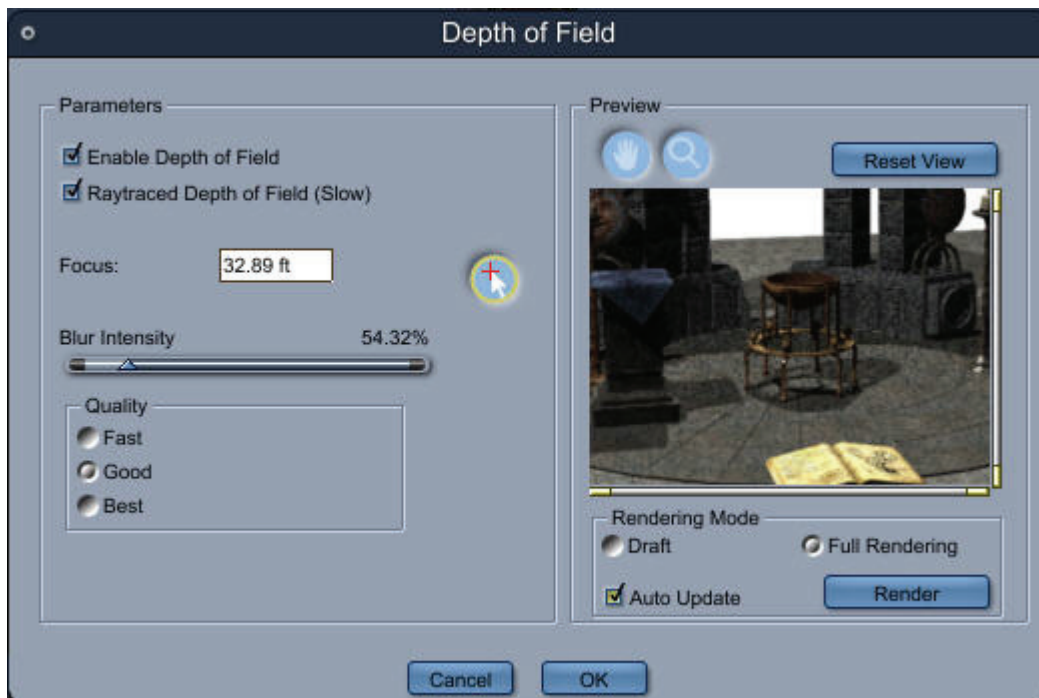 Depth of Field
Parameters
Enable Depth of Field
Raytraced Depth of Field (Slow)
Focus: 32.89 ft
Blur Intensity 54.32%
Quality
Fast
Good
Best
Preview
Reset View
Rendering Mode
Draft Full Rendering
Auto Update Render
Cancel OK